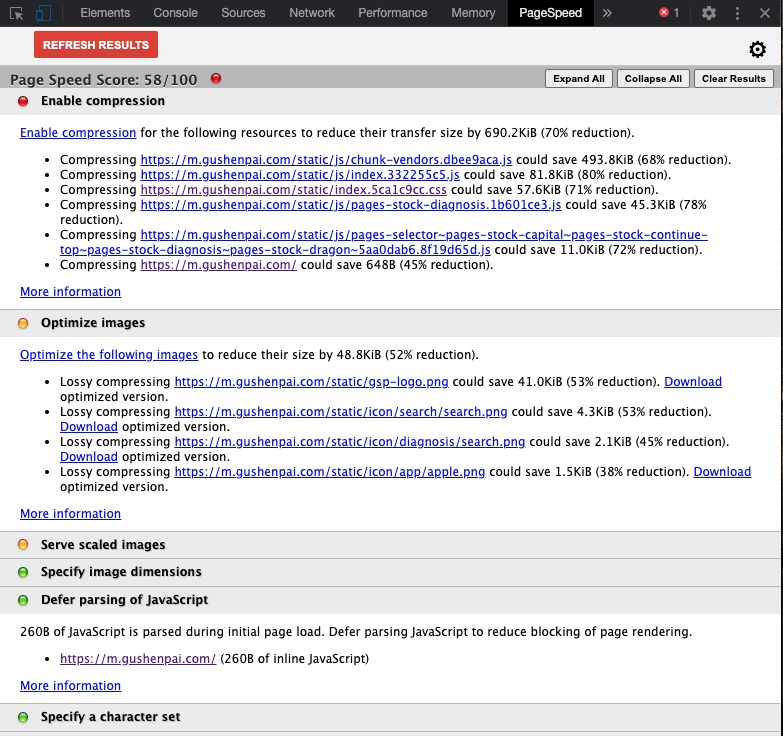 Elements Console Sources Network Performance Memory PageSpeed » 1
REFRESH RESULTS
Page Speed Score: 58/100 Expand All Collapse All Clear Results
Enable compression
Enable compression for the following resources to reduce their transfer size by 690.2KiB (70% reduction).
• Compressing https://m.gushenpai.com/static/js/chunk-vendors.dbee9aca.js could save 493.8KiB (68% reduction).
• Compressing https://m.gushenpai.com/static/js/index.332255c5.js could save 81.8KiB (80% reduction).
• Compressing https://m.gushenpai.com/static/index.5ca1c9cc.css could save 57.6KiB (71% reduction).
• Compressing https://m.gushenpai.com/static/js/pages-stock-diagnosis.1b601ce3.js could save 45.3KiB (78%
reduction).
• Compressing https://m.gushenpai.com/static/js/pages-selector~pages-stock-capital~pages-stock-continue-
top~pages-stock-diagnosis~pages-stock-dragon~5aa0dab6.8f19d65d.js could save 11.0KiB (72% reduction).
• Compressing https://m.gushenpai.com/ could save 648B (45% reduction).
More information
Optimize images
Optimize the following images to reduce their size by 48.8KiB (52% reduction).
• Lossy compressing https://m.gushenpai.com/static/gsp-logo.png could save 41.0KiB (53% reduction). Download
optimized version.
• Lossy compressing https://m.gushenpai.com/static/icon/search/search.png could save 4.3KiB (53% reduction).
Download optimized version.
• Lossy compressing https://m.gushenpai.com/static/icon/diagnosis/search.png could save 2.1KiB (45% reduction).
Download optimized version.
• Lossy compressing https://m.gushenpai.com/static/icon/app/apple.png could save 1.5KiB (38% reduction). Download
optimized version.
More information
Serve scaled images
Specify image dimensions
Defer parsing of JavaScript
260B of JavaScript is parsed during initial page load. Defer parsing JavaScript to reduce blocking of page rendering.
• https://m.gushenpai.com/ (260B of inline JavaScript)
More information
Specify a character set